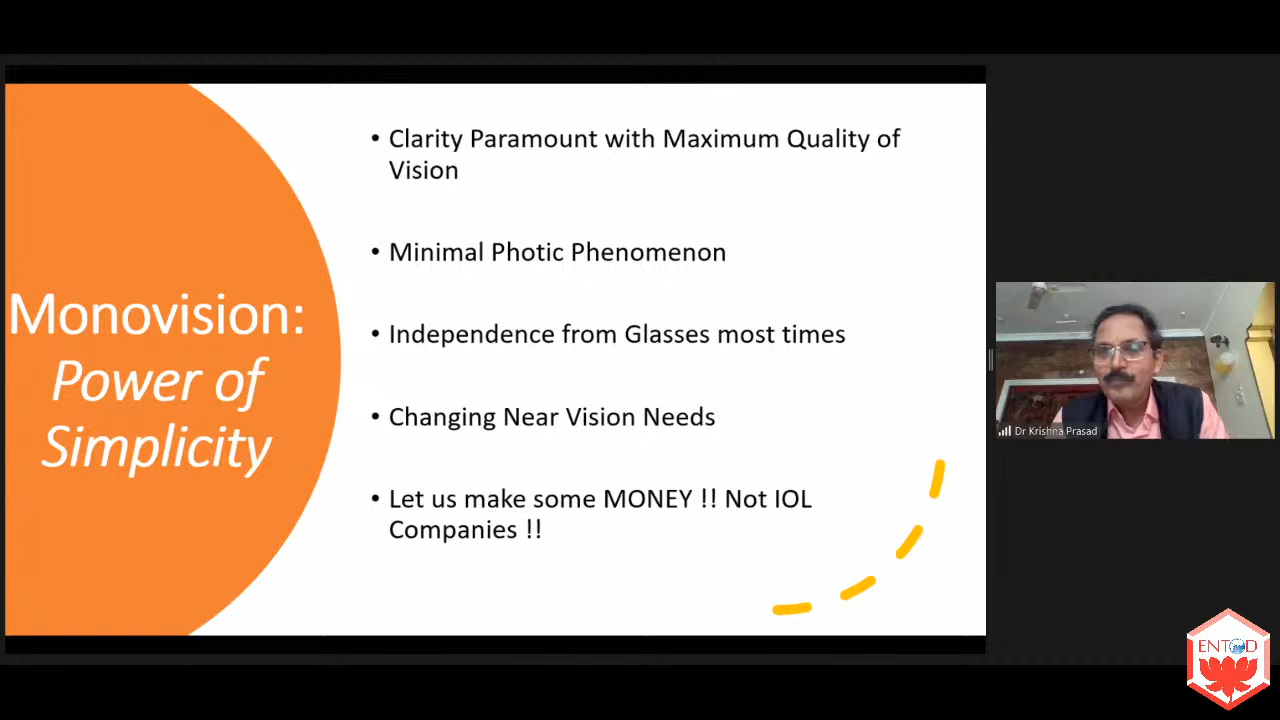 Monovision:
Power of
Simplicity
• Clarity Paramount with Maximum Quality of
Vision
• Minimal Photic Phenomenon
• Independence from Glasses most times
• Changing Near Vision Needs
• Let us make some MONEY !! Not IOL
Companies !!
Dr Krishna Prasad
ENTOD